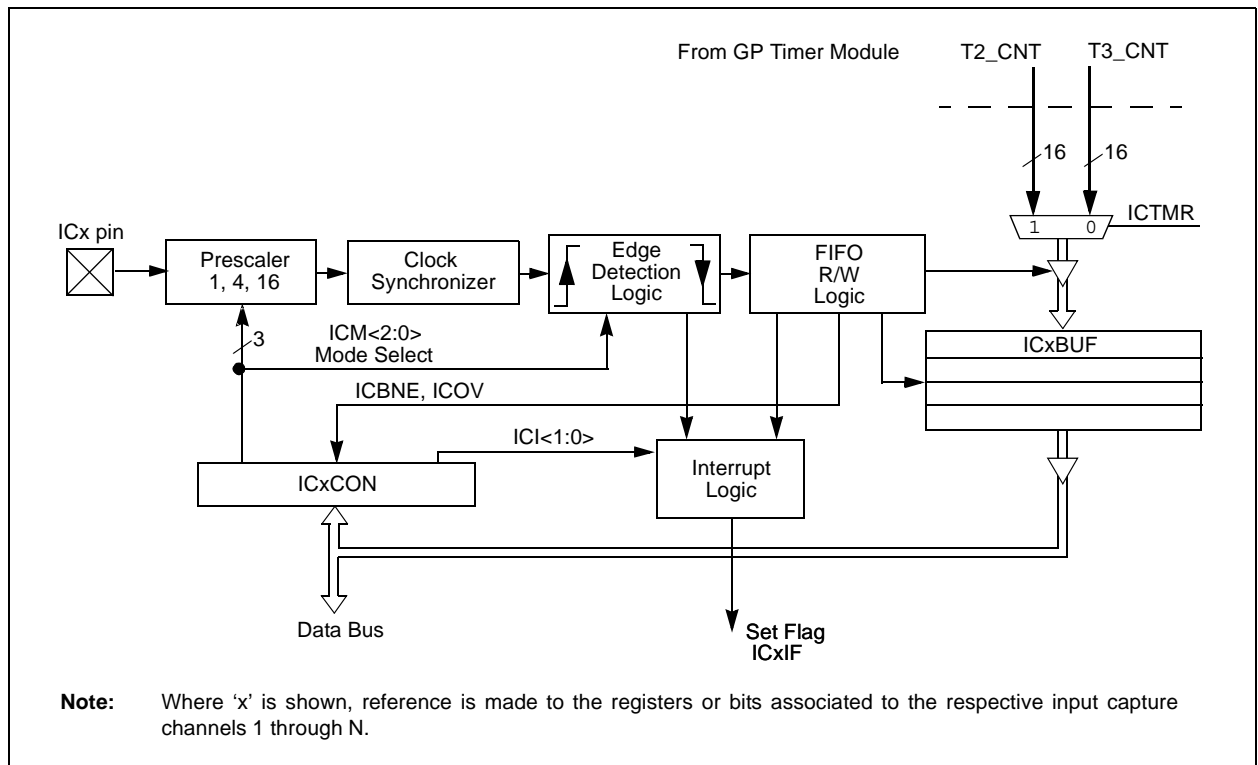 From GP Timer Module
T2_CNT
T3_CNT
16
16
ICTMR
1
0
ICx pin
Prescaler
1, 4, 16
Clock
Synchronizer
Edge
Detection
Logic
FIFO
R/W
Logic
3
ICM<2:0>
Mode Select
ICxBUF
ICBNE, ICOV
ICI<1:0>
Interrupt
Logic
ICxCON
Data Bus
Set Flag
ICxIF
Note: Where ‘x’ is shown, reference is made to the registers or bits associated to the respective input capture
channels 1 through N.